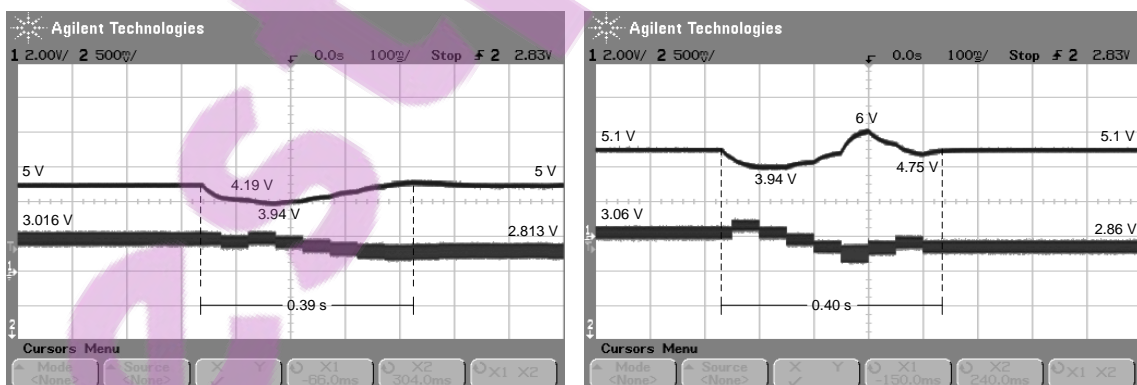 Agilent Technologies
1 2.00V/ 2 500mV/ 0.0s 100ms/ Stop 2 2.83V
5 V
4.19 V
3.94 V
5 V
3.016 V
2.813 V
0.39 s
Cursors Menu
Mode
<None>
Source
<None>
X Y
✓
X1
-66.0ms
X2
304.0ms
X1 X2
Agilent Technologies
1 2.00V/ 2 500mV/ 0.0s 100ms/ Stop 2 2.83V
6 V
5.1 V
5.1 V
3.94 V
4.75 V
3.06 V
2.86 V
0.40 s
Cursors Menu
Mode
<None>
Source
<None>
X Y
✓
X1
-150.0ms
X2
240.0ms
X1 X2